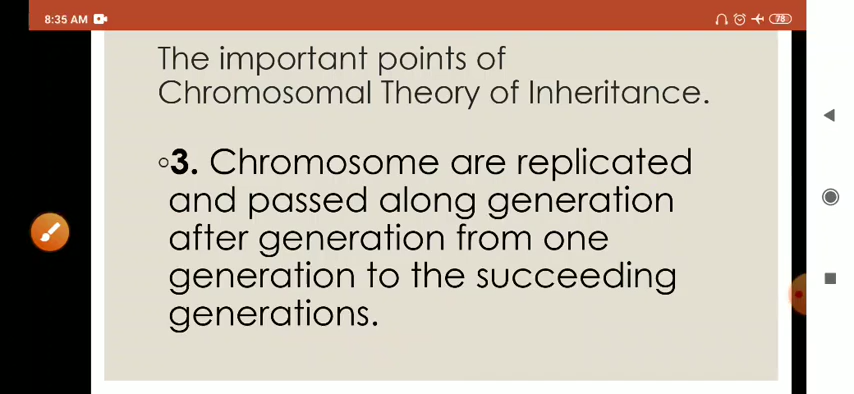 8:35 AM
78
The important points of
Chromosomal Theory of Inheritance.
3. Chromosome are replicated
and passed along generation
after generation from one
generation to the succeeding
generations.